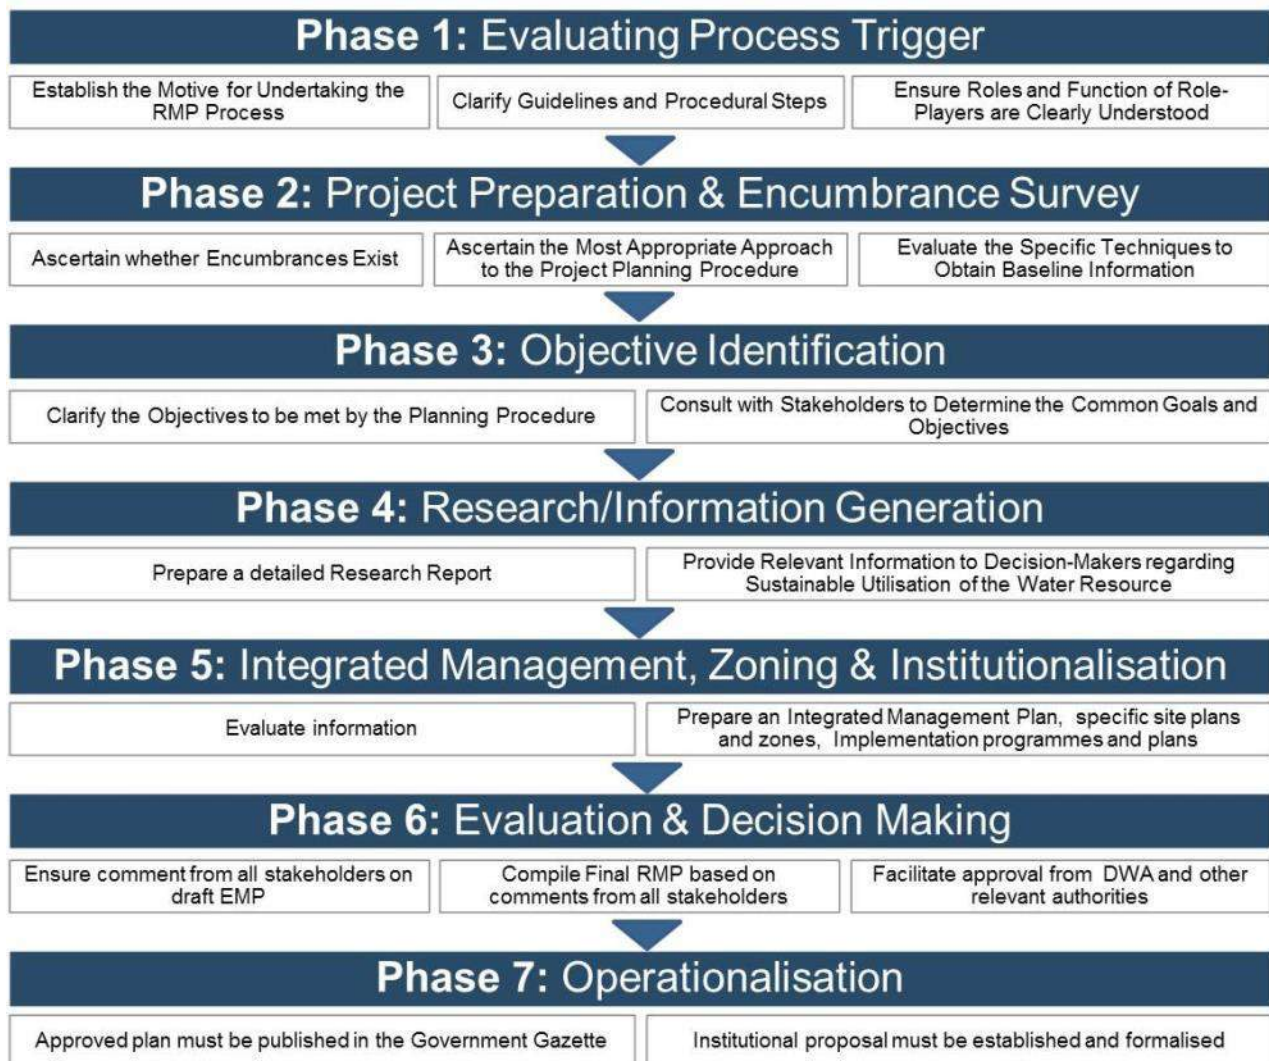 Phase 1: Evaluating Process Trigger
Establish the Motive for Undertaking the
RMP Process
Clarify Guidelines and Procedural Steps
Ensure Roles and Function of Role-
Players are Clearly Understood
Phase 2: Project Preparation & Encumbrance Survey
Ascertain whether Encumbrances Exist
Ascertain the Most Appropriate Approach
to the Project Planning Procedure
Evaluate the Specific Techniques to
Obtain Baseline Information
Phase 3: Objective Identification
Clarify the Objectives to be met by the Planning Procedure
Consult with Stakeholders to Determine the Common Goals and
Objectives
Phase 4: Research/Information Generation
Prepare a detailed Research Report
Provide Relevant Information to Decision-Makers regarding
Sustainable Utilisation of the Water Resource
Phase 5: Integrated Management, Zoning & Institutionalisation
Evaluate information
Prepare an Integrated Management Plan, specific site plans
and zones, Implementation programmes and plans
Phase 6: Evaluation & Decision Making
Ensure comment from all stakeholders on
draft EMP
Compile Final RMP based on
comments from all stakeholders
Facilitate approval from DWA and other
relevant authorities
Phase 7: Operationalisation
Approved plan must be published in the Government Gazette
Institutional proposal must be established and formalised